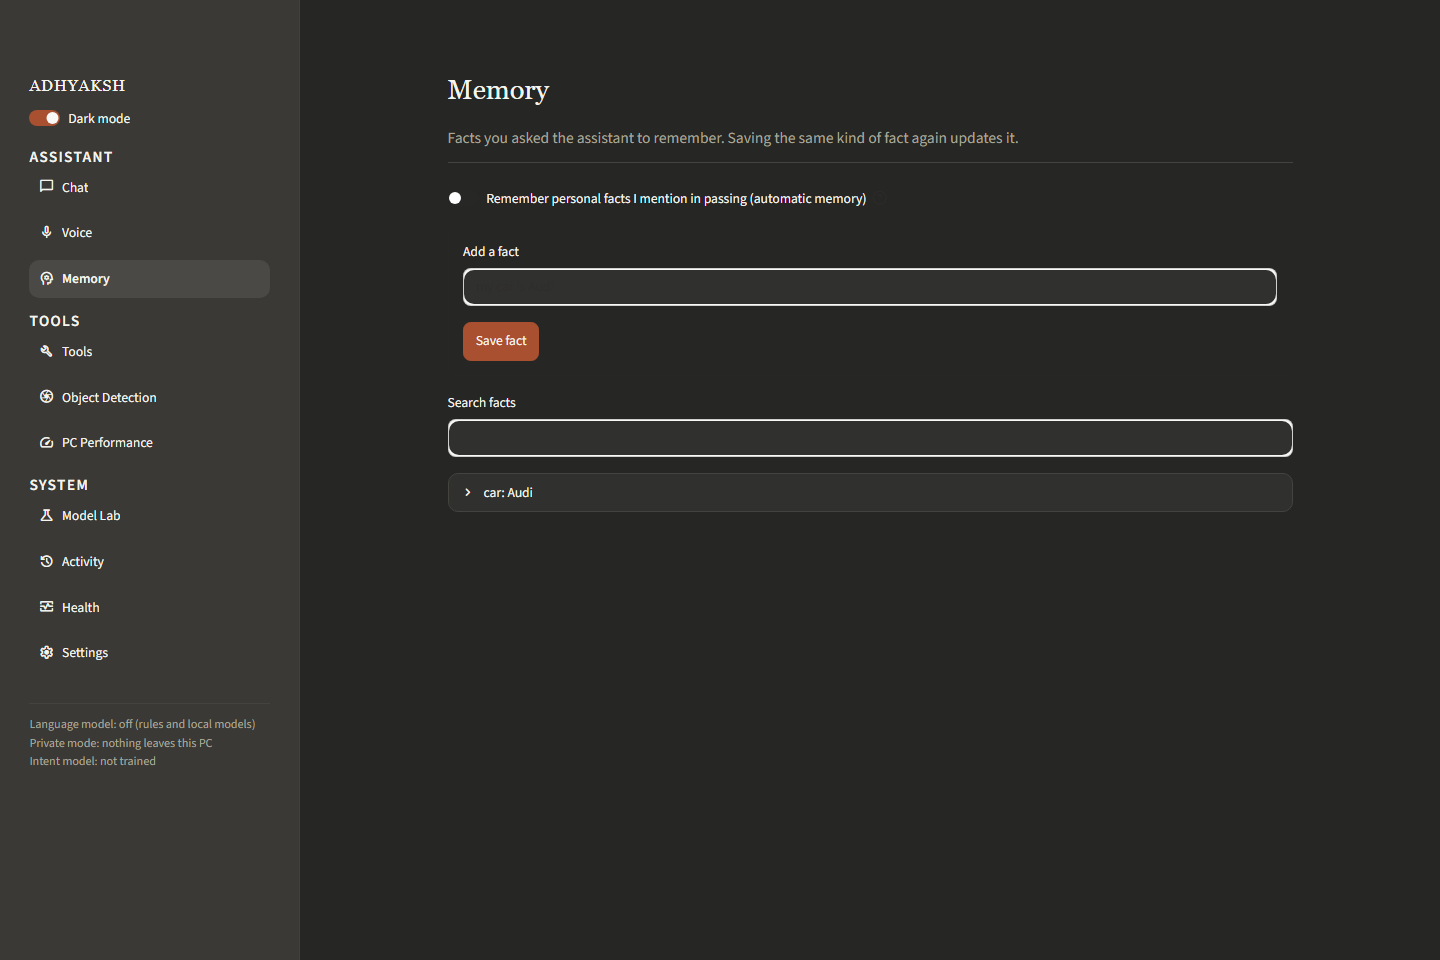 ADHYAKSH
Dark mode
ASSISTANT
Chat
Voice
Memory
TOOLS
Tools
Object Detection
PC Performance
SYSTEM
Model Lab
Activity
Health
Settings
Language model: off (rules and local models)
Private mode: nothing leaves this PC
Intent model: not trained
Memory
Facts you asked the assistant to remember. Saving the same kind of fact again updates it.
Remember personal facts I mention in passing (automatic memory)
Add a fact
Save fact
Search facts
car: Audi